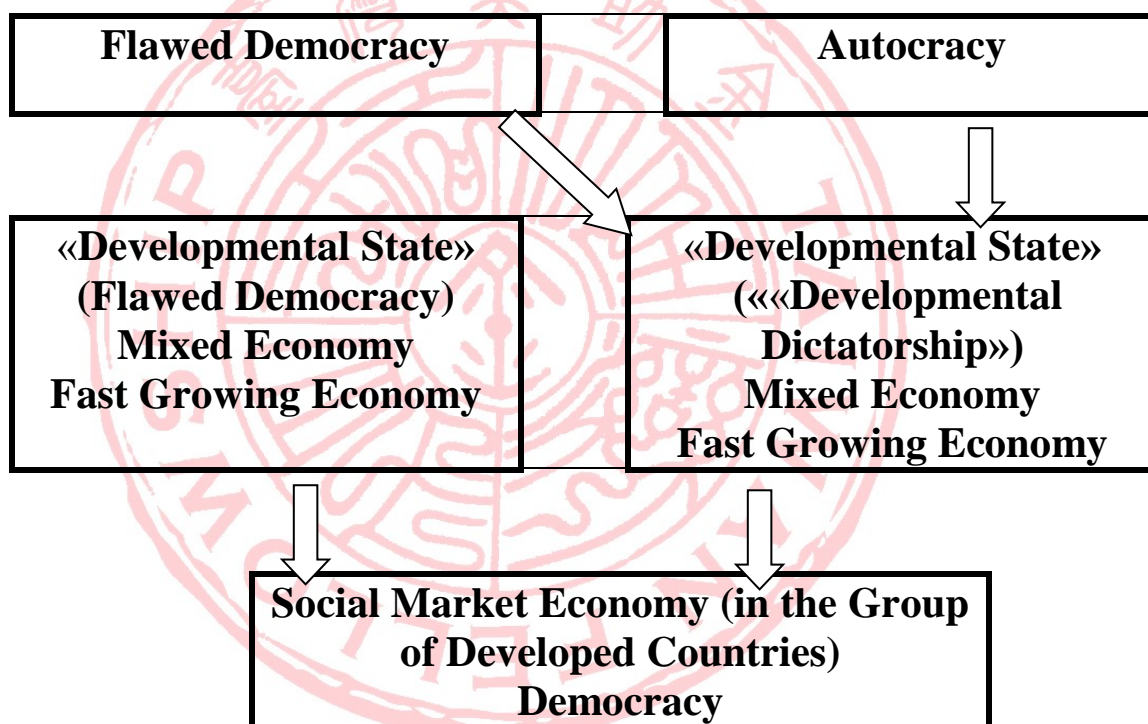 Flawed Democracy
Autocracy
«Developmental State»
(Flawed Democracy)
Mixed Economy
Fast Growing Economy
«Developmental State»
(««Developmental
Dictatorship»)
Mixed Economy
Fast Growing Economy
Social Market Economy (in the Group
of Developed Countries)
Democracy